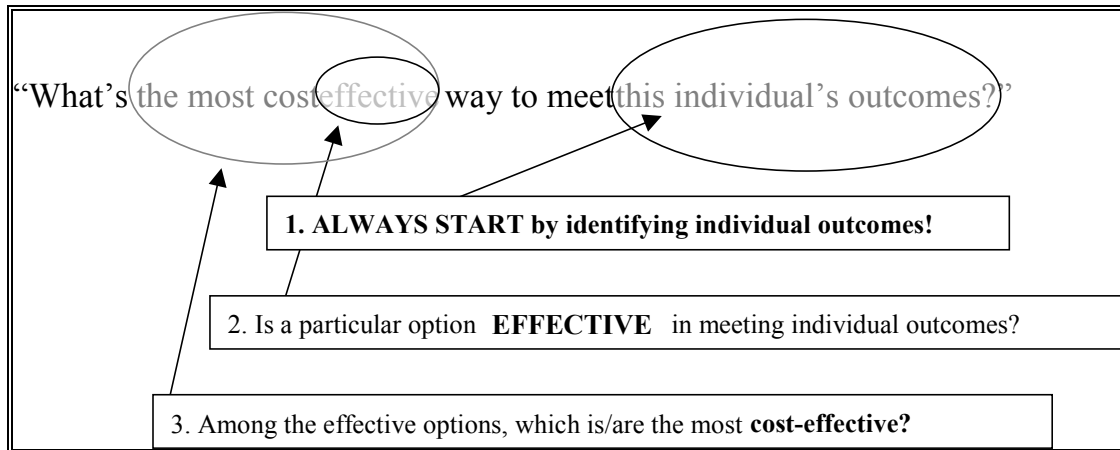 “What’s the most costeffective way to meet this individual’s outcomes?”
1. ALWAYS START by identifying individual outcomes!
2. Is a particular option EFFECTIVE in meeting individual outcomes?
3. Among the effective options, which is/are the most cost-effective?